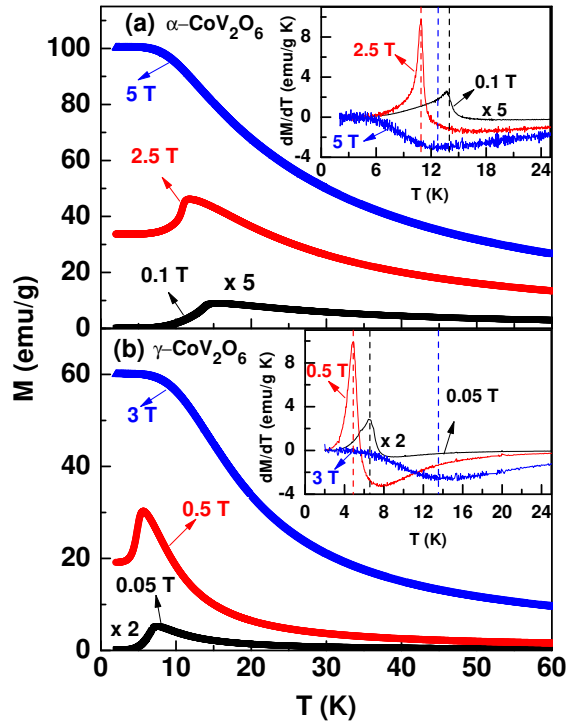 (a) α−CoV₂O₆
100
80
60
40
20
0
5 T
2.5 T
0.1 T
x 5
8
4
0
-4
6 12 18 24
dM/dT (emu/g K)
T (K)
2.5 T
0.1 T
x 5
5 T
M (emu/g)
(b) γ−CoV₂O₆
60
40
20
0
3 T
0.5 T
0.05 T
x 2
8
4
0
-4
0 4 8 12 16 20 24
dM/dT (emu/g K)
T (K)
0.5 T
0.05 T
x 2
3 T
0 10 20 30 40 50 60
T (K)